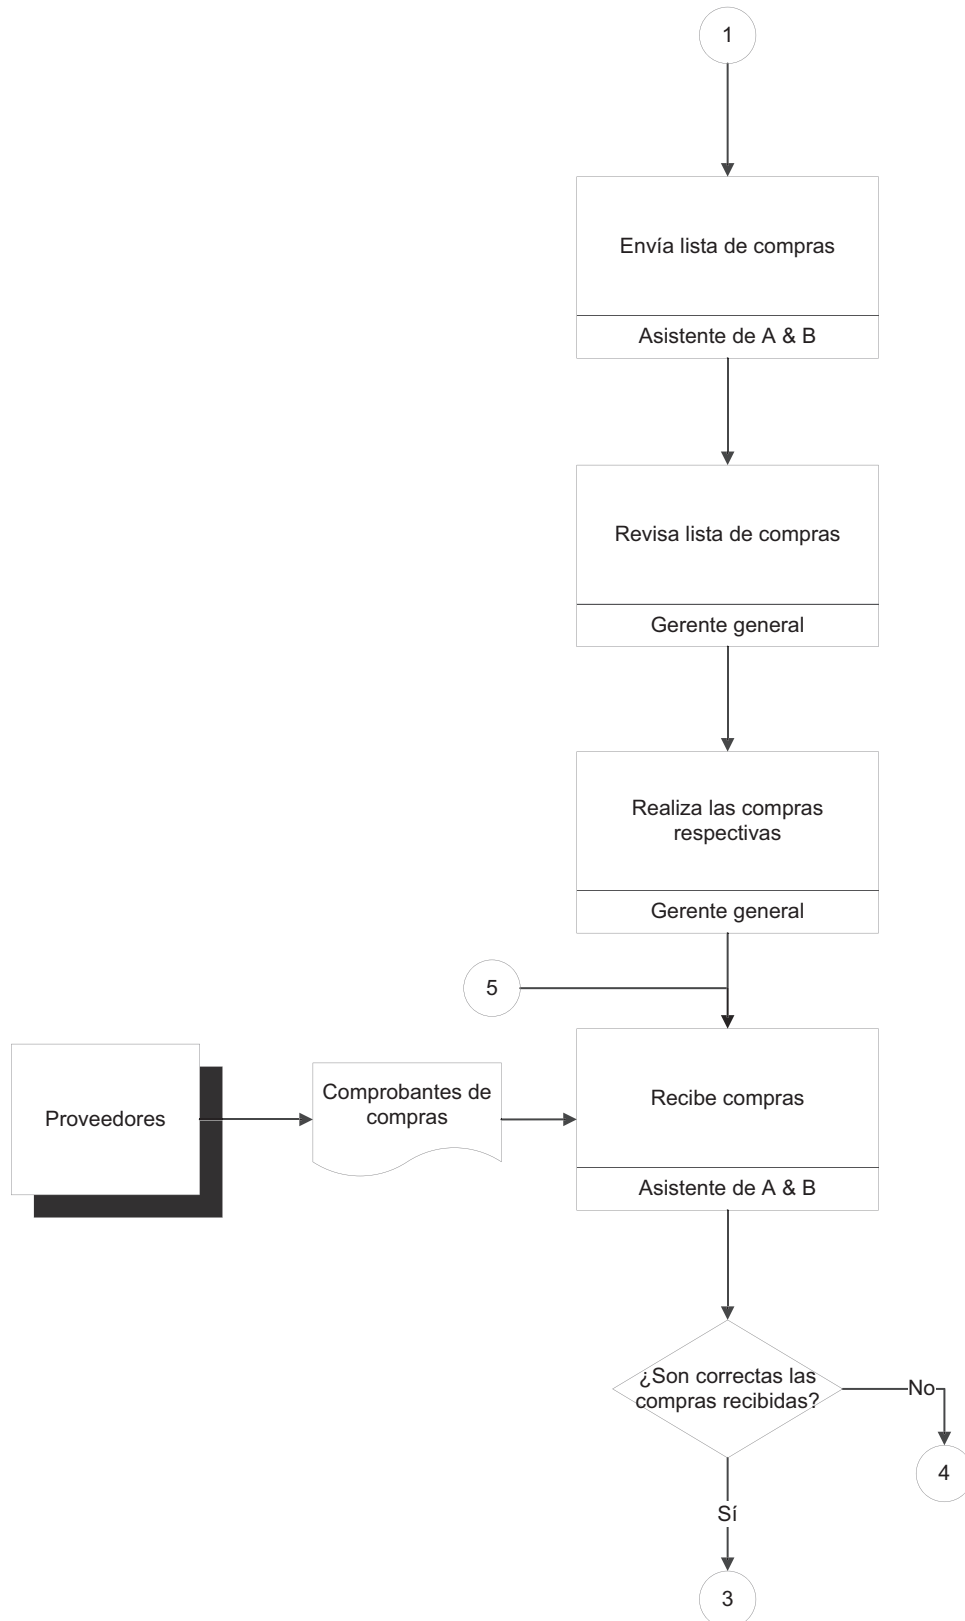 1
Envía lista de compras
Asistente de A & B
Revisa lista de compras
Gerente general
Realiza las compras
respectivas
Gerente general
5
Proveedores
Comprobantes de
compras
Recibe compras
Asistente de A & B
¿Son correctas las
compras recibidas?
No
4
Sí
3